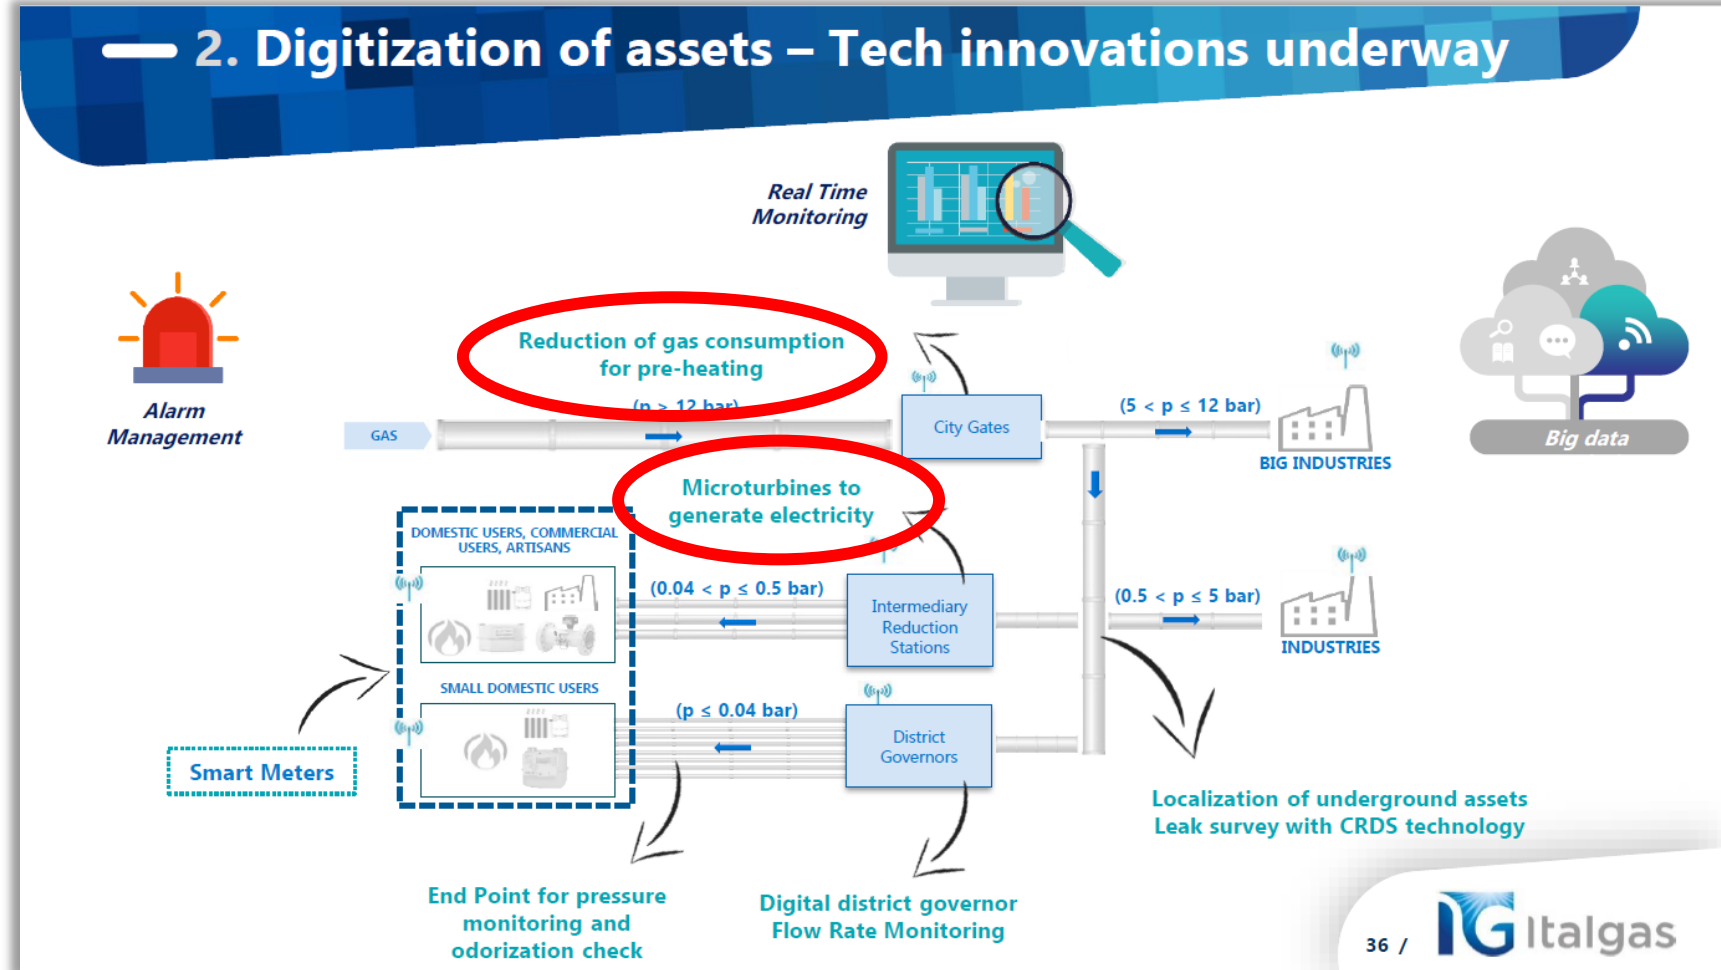 2. Digitization of assets – Tech innovations underway
Real Time
Monitoring
Alarm
Management
Reduction of gas consumption
for pre-heating
(p > 12 bar)
GAS
City Gates
(5 < p ≤ 12 bar)
BIG INDUSTRIES
Big data
Microturbines to
generate electricity
DOMESTIC USERS, COMMERCIAL
USERS, ARTISANS
(0.04 < p ≤ 0.5 bar)
Intermediary
Reduction
Stations
(0.5 < p ≤ 5 bar)
INDUSTRIES
SMALL DOMESTIC USERS
(p ≤ 0.04 bar)
District
Governors
Smart Meters
Localization of underground assets
Leak survey with CRDS technology
End Point for pressure
monitoring and
odorization check
Digital district governor
Flow Rate Monitoring
36 /
IG Italgas